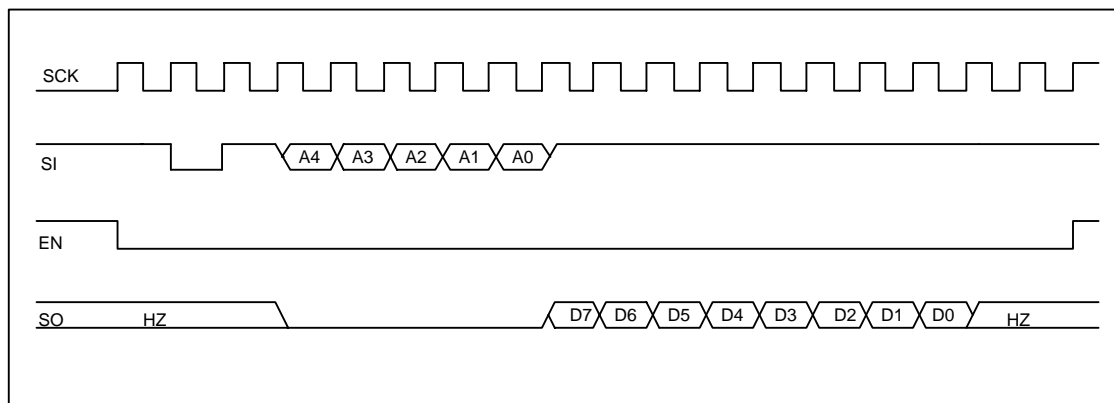 SCK
SI A4 A3 A2 A1 A0
EN
SO HZ D7 D6 D5 D4 D3 D2 D1 D0 HZ